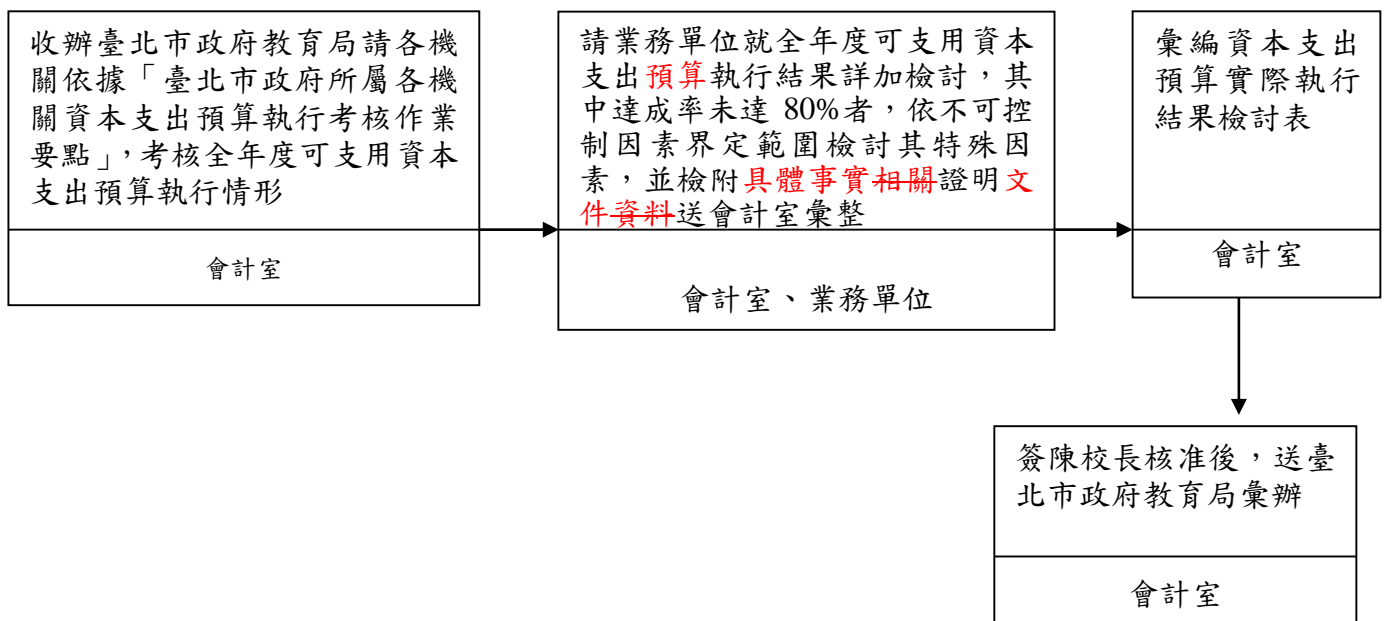 收辦臺北市政府教育局請各機
關依據「臺北市政府所屬各機
關資本支出預算執行考核作業
要點」，考核全年度可支用資本
支出預算執行情形
會計室
請業務單位就全年度可支用資本
支出預算執行結果詳加檢討，其
中達成率未達 80%者，依不可控
制因素界定範圍檢討其特殊因
素，並檢附具體事實相關證明文
件資料送會計室彙整
會計室、業務單位
彙編資本支出
預算實際執行
結果檢討表
會計室
簽陳校長核准後，送臺
北市政府教育局彙辦
會計室